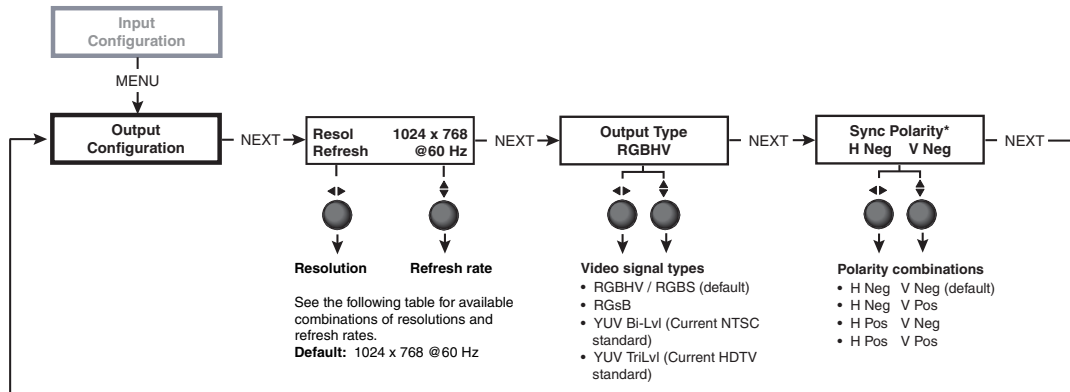 Input
Configuration
MENU
Output
Configuration
NEXT
Resol 1024 x 768
Refresh @60 Hz
NEXT
Output Type
RGBHV
NEXT
Sync Polarity*
H Neg V Neg
NEXT
Resolution
Refresh rate
See the following table for available
combinations of resolutions and
refresh rates.
Default: 1024 x 768 @60 Hz
Video signal types
• RGBHV / RGBS (default)
• RGsB
• YUV Bi-Lvl (Current NTSC
standard)
• YUV TriLvl (Current HDTV
standard)
Polarity combinations
• H Neg V Neg (default)
• H Neg V Pos
• H Pos V Neg
• H Pos V Pos